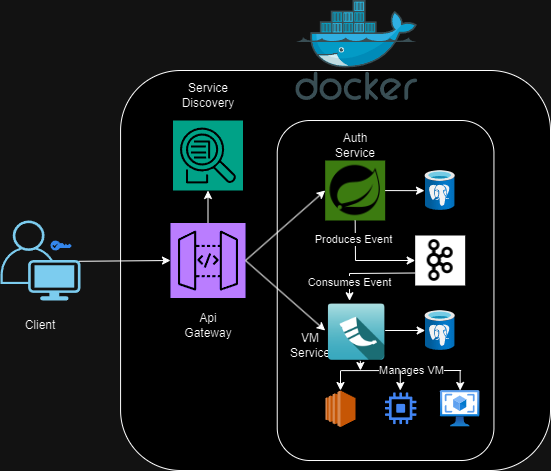 docker
Service
Discovery
Auth
Service
Produces Event
Consumes Event
Client
Api
Gateway
VM
Service
Manages VM